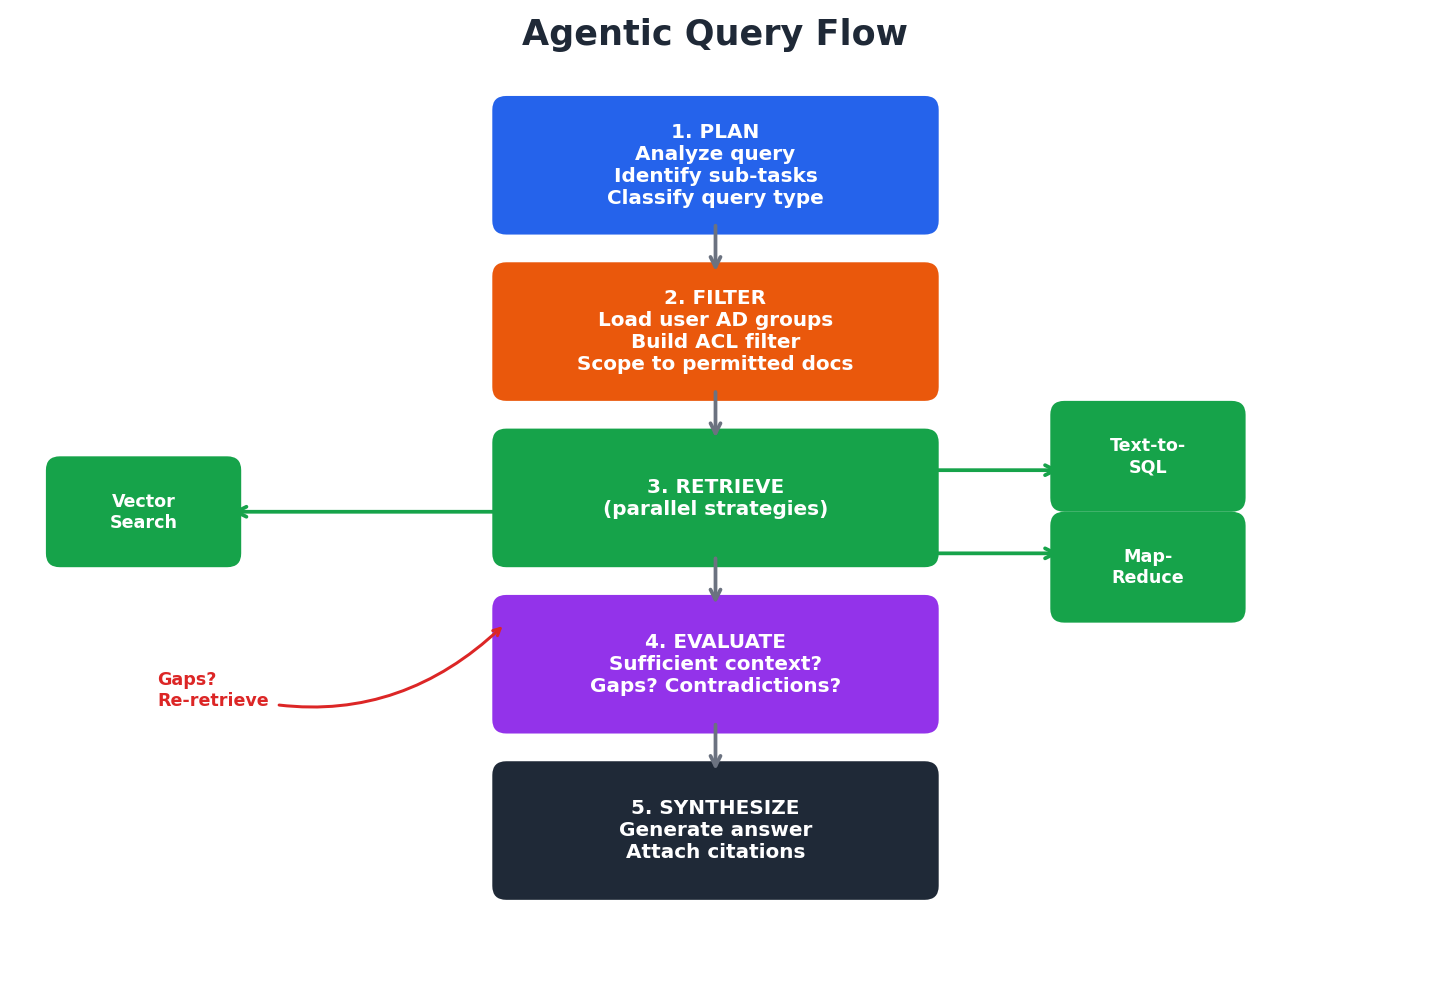 Agentic Query Flow
1. PLAN
Analyze query
Identify sub-tasks
Classify query type
2. FILTER
Load user AD groups
Build ACL filter
Scope to permitted docs
3. RETRIEVE
(parallel strategies)
Vector
Search
Text-to-
SQL
Map-
Reduce
4. EVALUATE
Sufficient context?
Gaps? Contradictions?
Gaps?
Re-retrieve
5. SYNTHESIZE
Generate answer
Attach citations